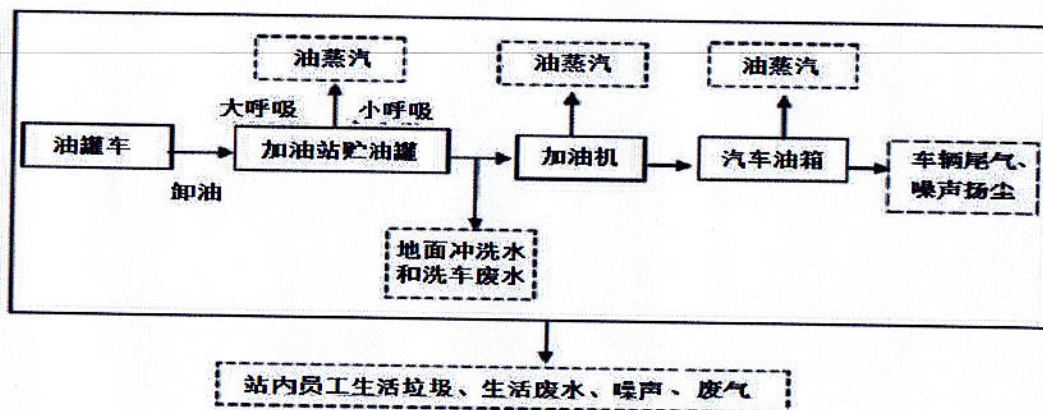 油蒸汽
油蒸汽
油蒸汽
大呼吸
小呼吸
油罐车
加油站贮油罐
加油机
汽车油箱
车辆尾气、
噪声扬尘
卸油
地面冲洗水
和洗车废水
站内员工生活垃圾、生活废水、噪声、废气